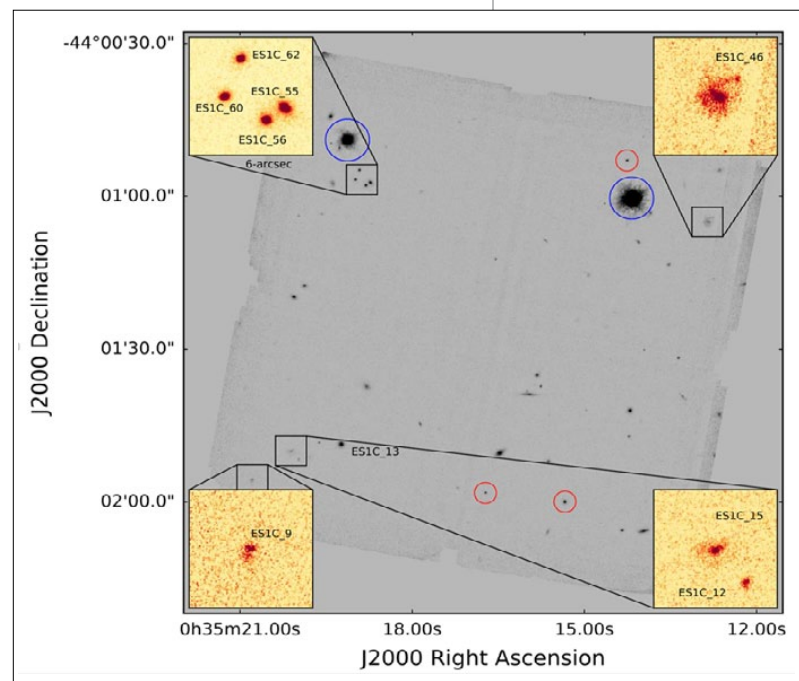 -44°00'30.0"
ES1C_62
ES1C_55
ES1C_60
ES1C_56
6-arcsec
ES1C_46
01'00.0"
J2000 Declination
01'30.0"
ES1C_13
02'00.0"
ES1C_9
ES1C_15
ES1C_12
0h35m21.00s
18.00s
15.00s
12.00s
J2000 Right Ascension